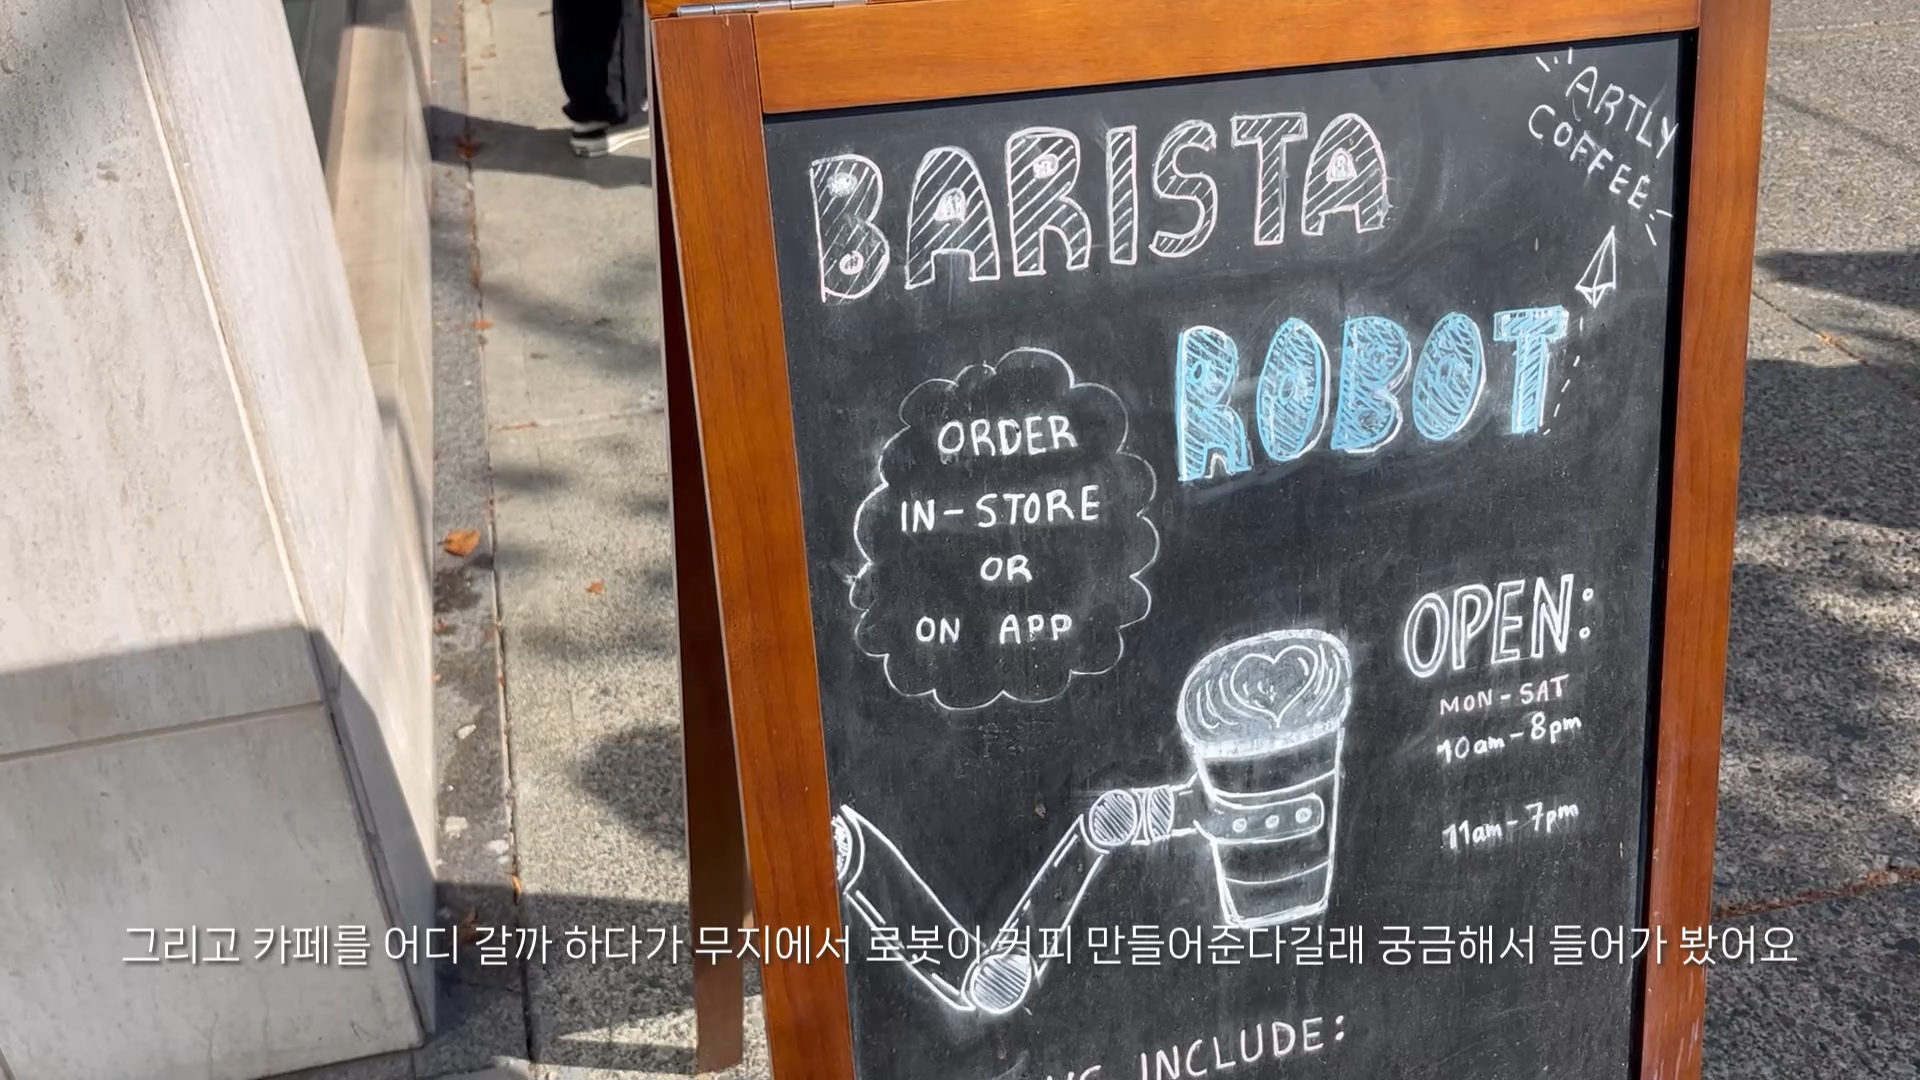 ARTLY
COFFEE
BARISTA
ROBOT
ORDER
IN-STORE
OR
ON APP
OPEN:
MON-SAT
10am-8pm
11am-7pm
그리고 카페를 어디 갈까 하다가 무지에서 로봇이 커피 만들어준다길래 궁금해서 들어가 봤어요
INCLUDE: